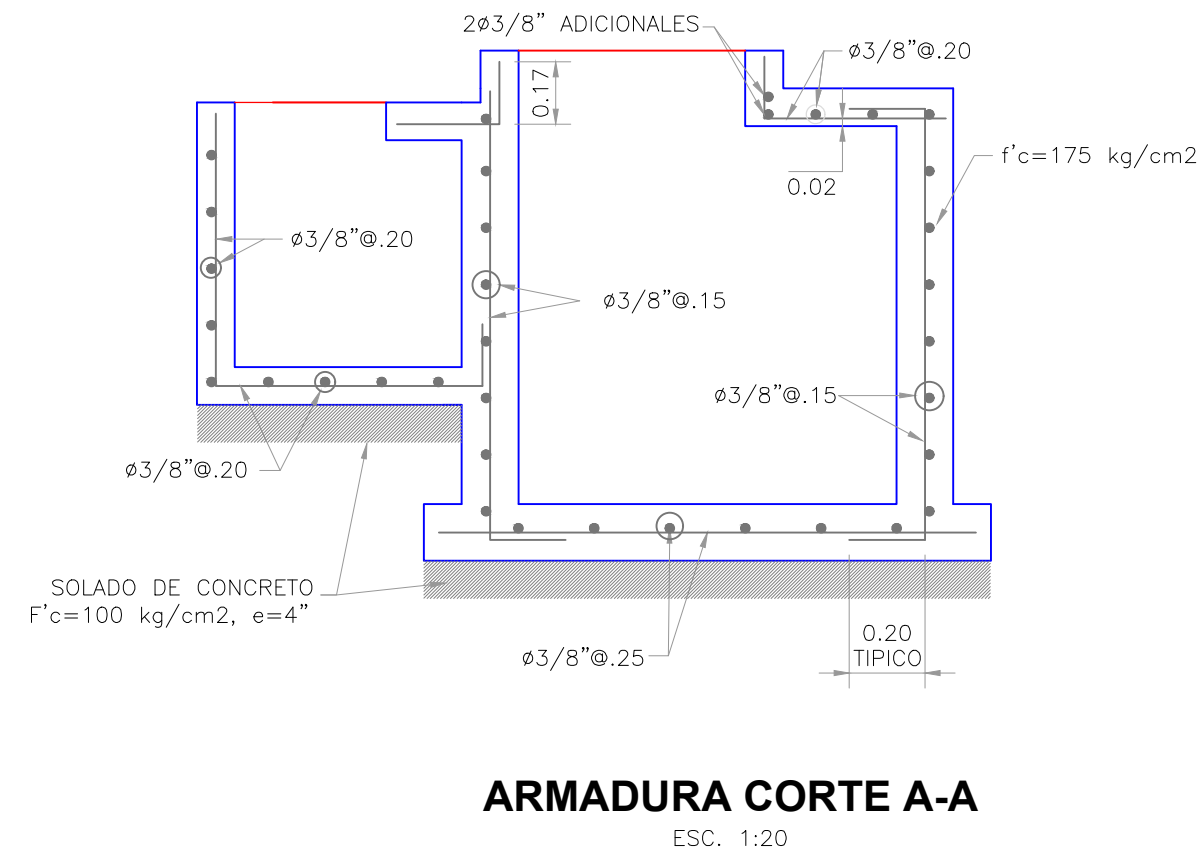 2ø3/8" ADICIONALES
ø3/8"@.20
0.17
f'c=175 kg/cm2
0.02
ø3/8"@.20
ø3/8"@.15
ø3/8"@.15
ø3/8"@.20
SOLADO DE CONCRETO
F'c=100 kg/cm2, e=4"
0.20
TIPICO
ø3/8"@.25
ARMADURA CORTE A-A
ESC. 1:20